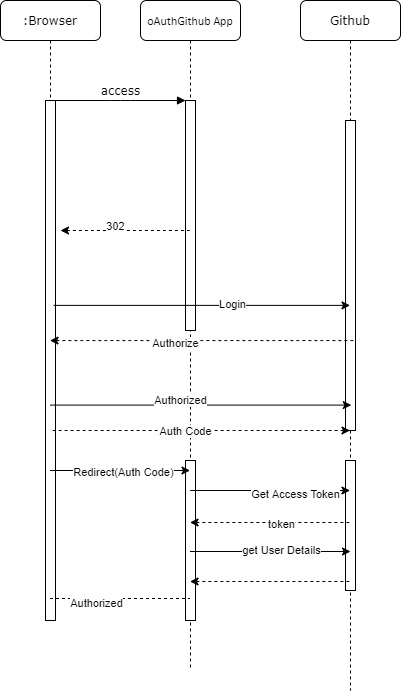 :Browser
oAuthGithub App
Github
access
302
Login
Authorize
Authorized
Auth Code
Redirect(Auth Code)
Get Access Token
token
get User Details
Authorized